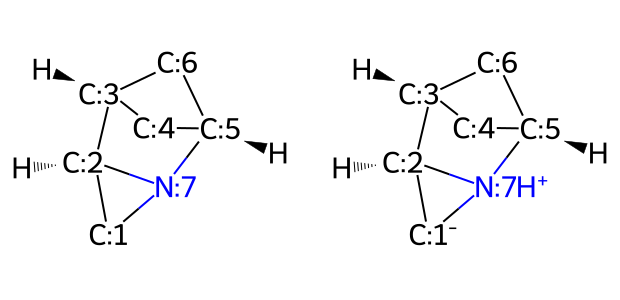 C:6 C:6
H C:3 H C:3
C:4 C:5 C:4 C:5
H H
H C:2 H C:2
N:7 N:7H⁺
C:1 C:1⁻